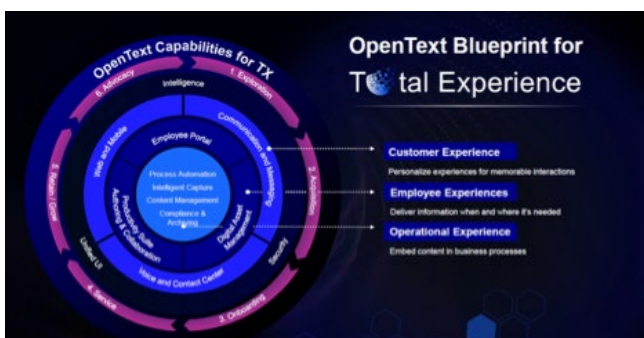 OpenText Blueprint for
Total Experience
OpenText Capabilities for TX
1. Exploration
2. Acquisition
3. Onboarding
4. Service
5. Retain / Grow
6. Advocacy
Intelligence
Security
Unified UI
Web and Mobile
Communication and Messaging
Voice and Contact Center
Employee Portal
Digital Asset
Management
Productivity Suite
Authoring & Collaboration
Process Automation
Intelligent Capture
Content Management
Compliance &
Archiving
Customer Experience
Personalize experiences for memorable interactions
Employee Experiences
Deliver information when and where it's needed
Operational Experience
Embed content in business processes